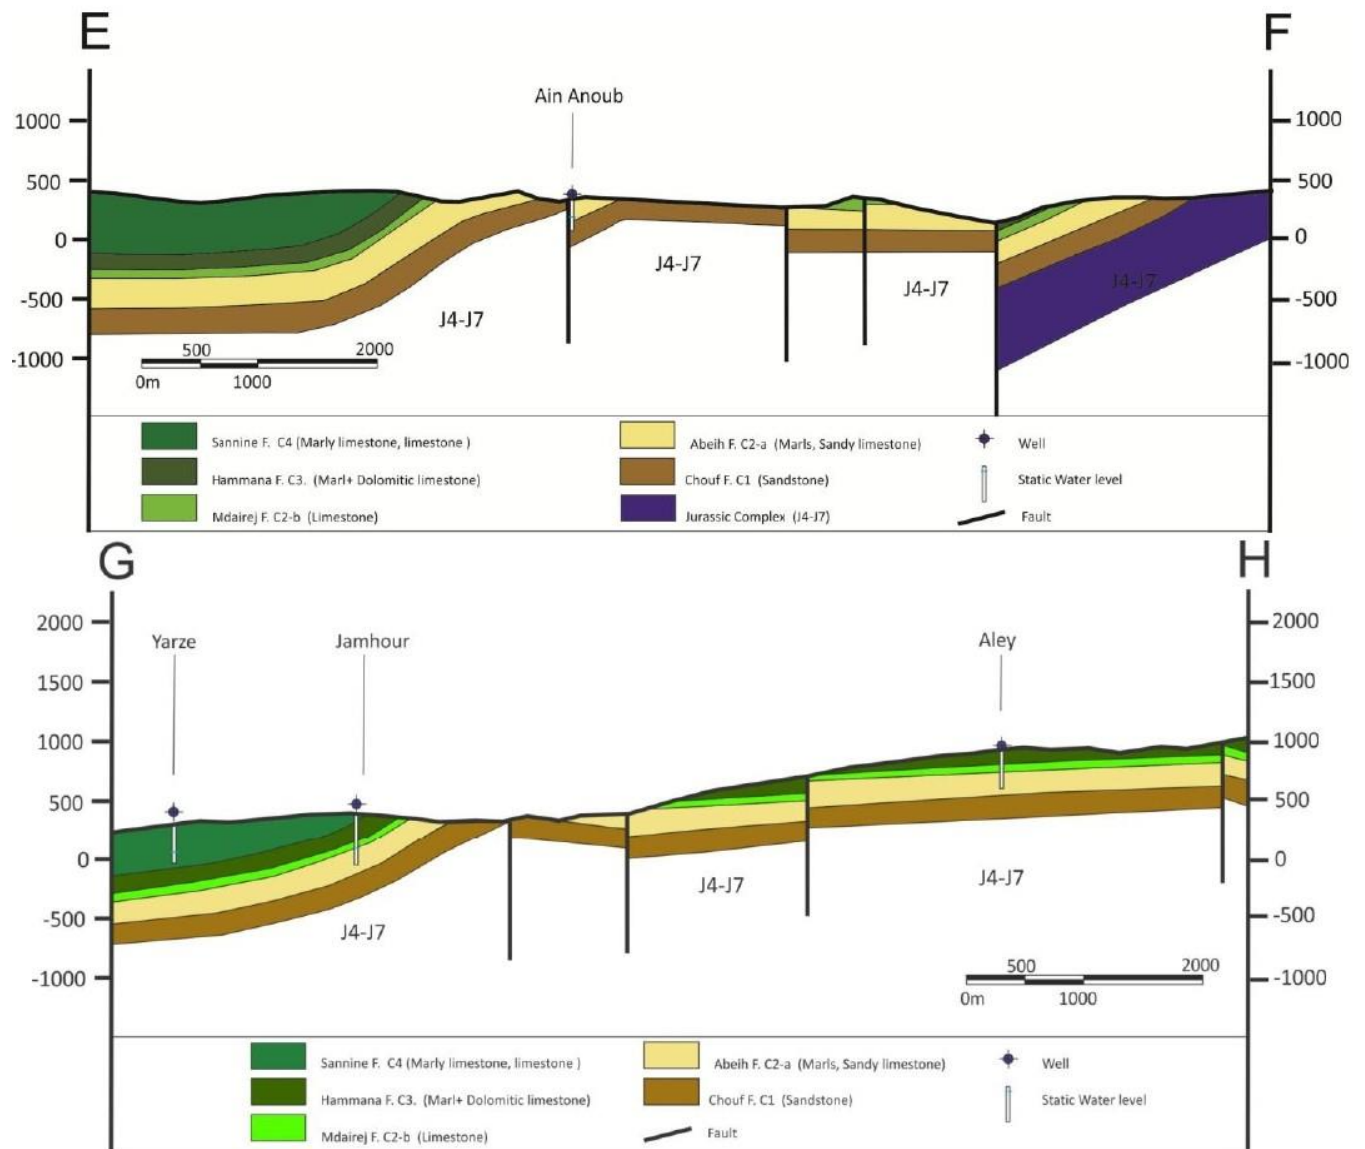 E F
Ain Anoub
1000 1000
500 500
0 0
-500 -500
-1000 -1000
J4-J7 J4-J7 J4-J7 J4-J7
500 2000
0m 1000
Sannine F. C4 (Marly limestone, limestone )
Hammana F. C3. (Marl+ Dolomitic limestone)
Mdairej F. C2-b (Limestone)
Abeih F. C2-a (Marls, Sandy limestone)
Chouf F. C1 (Sandstone)
Jurassic Complex (J4-J7)
Well
Static Water level
Fault
G H
2000 2000
Yarze Jamhour Aley
1500 1500
1000 1000
500 500
0 0
-500 -500
-1000 -1000
J4-J7 J4-J7 J4-J7
500 2000
0m 1000
Sannine F. C4 (Marly limestone, limestone )
Hammana F. C3. (Marl+ Dolomitic limestone)
Mdairej F. C2-b (Limestone)
Abeih F. C2-a (Marls, Sandy limestone)
Chouf F. C1 (Sandstone)
Fault
Well
Static Water level